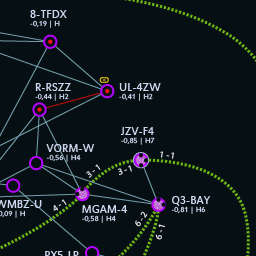 8-TFDX
-0,19 | H
R-RSZZ
-0,44 | H2
UL-4ZW
-0,41 | H2
JZV-F4
-0,85 | H7
1-1
VORM-W
-0,56 | H4
3-1
3-1
WMBZ-U
0,09 | H
4-1
MGAM-4
-0,58 | H4
Q3-BAY
-0,81 | H6
6-2
6-1